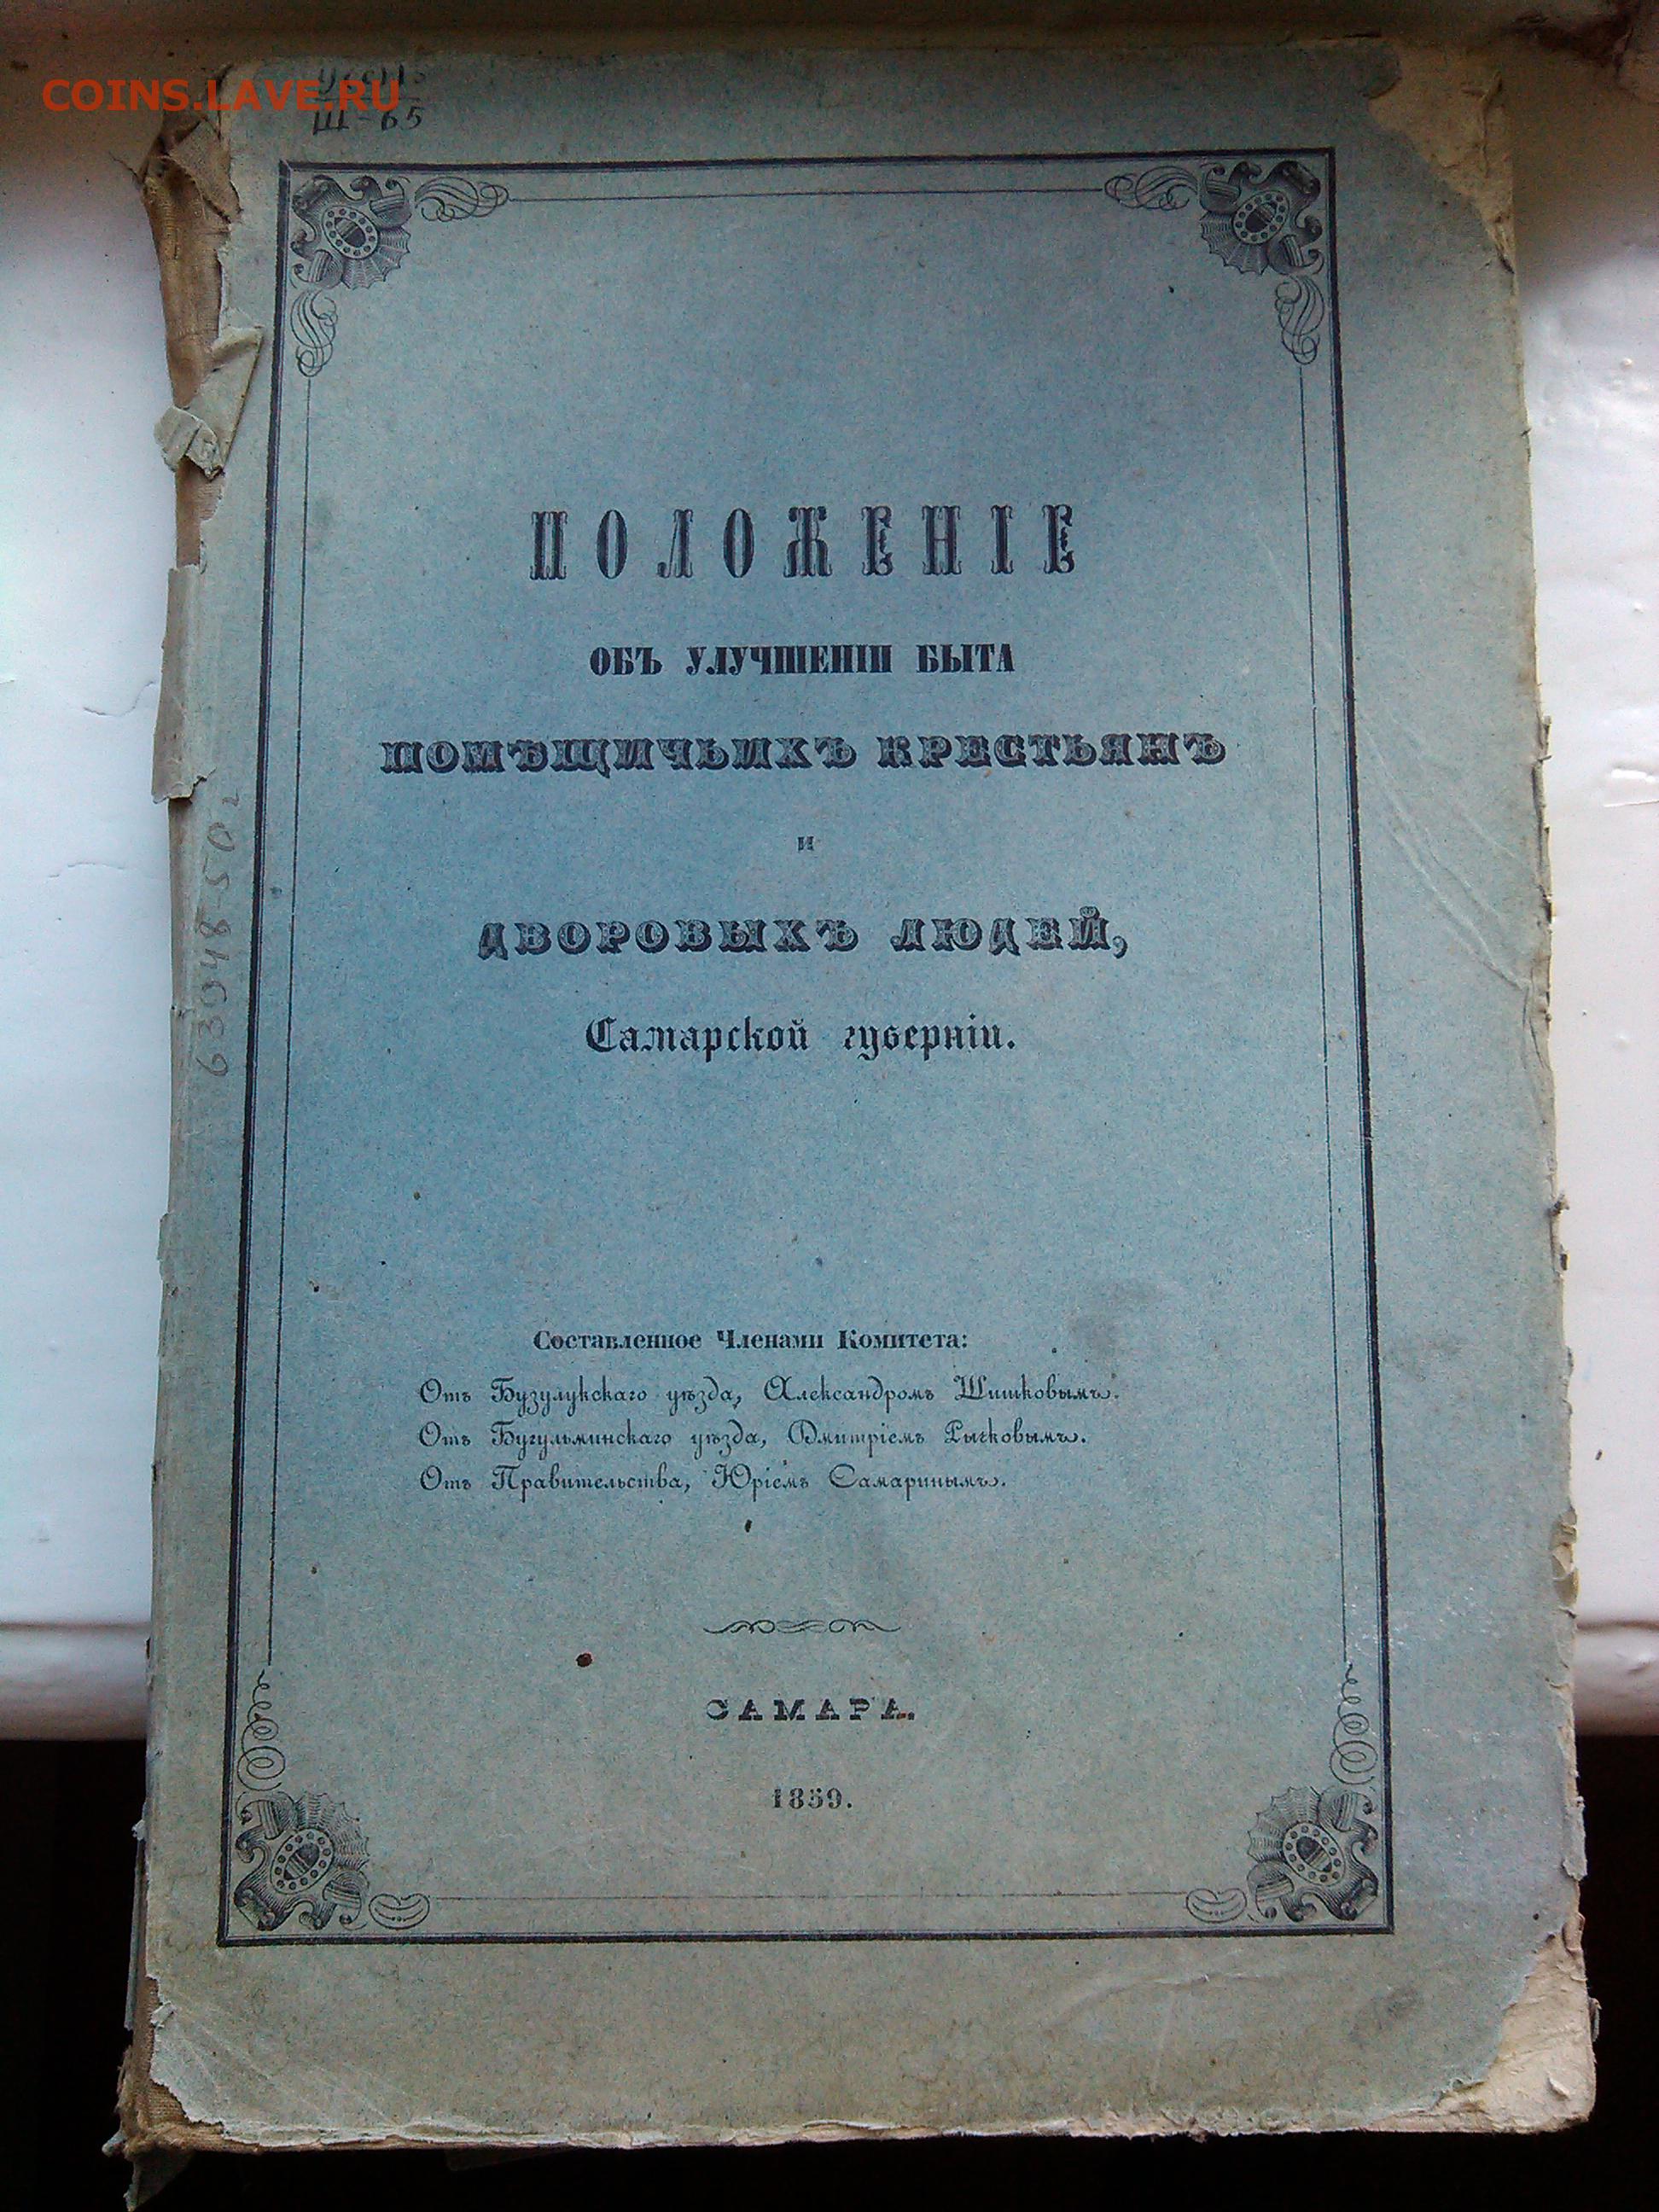 COINS.LAVE.RU
Ш-65
ПОЛОЖЕНІЕ
ОБЪ УЛУЧШЕНІИ БЫТА
ПОМѢЩИЧЬИХЪ КРЕСТЬЯНЪ
И
ДВОРОВЫХЪ ЛЮДЕЙ,
Самарской губерніи.
63948-50
Составленное Членами Комитета:
Отъ Бузулукскаго уѣзда, Александромъ Шишковымъ.
Отъ Бугульминскаго уѣзда, Дмитріемъ Рычковымъ.
Отъ Правительства, Юріемъ Самаринымъ.
САМАРА.
1859.